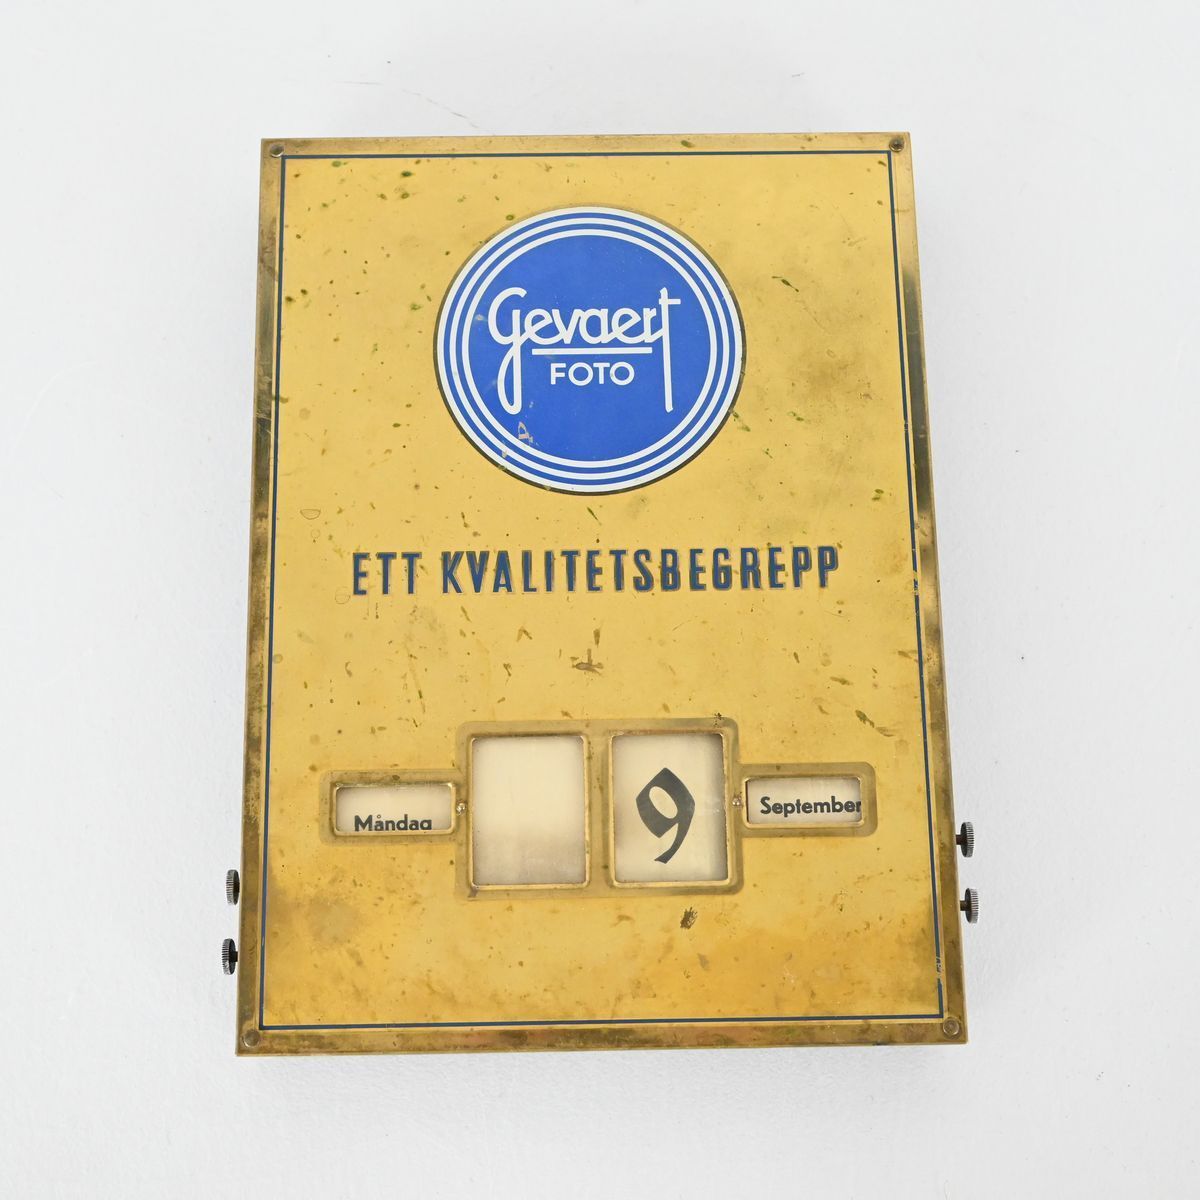 Gevaert
FOTO
ETT KVALITETSBEGREPP
Måndag 9 September